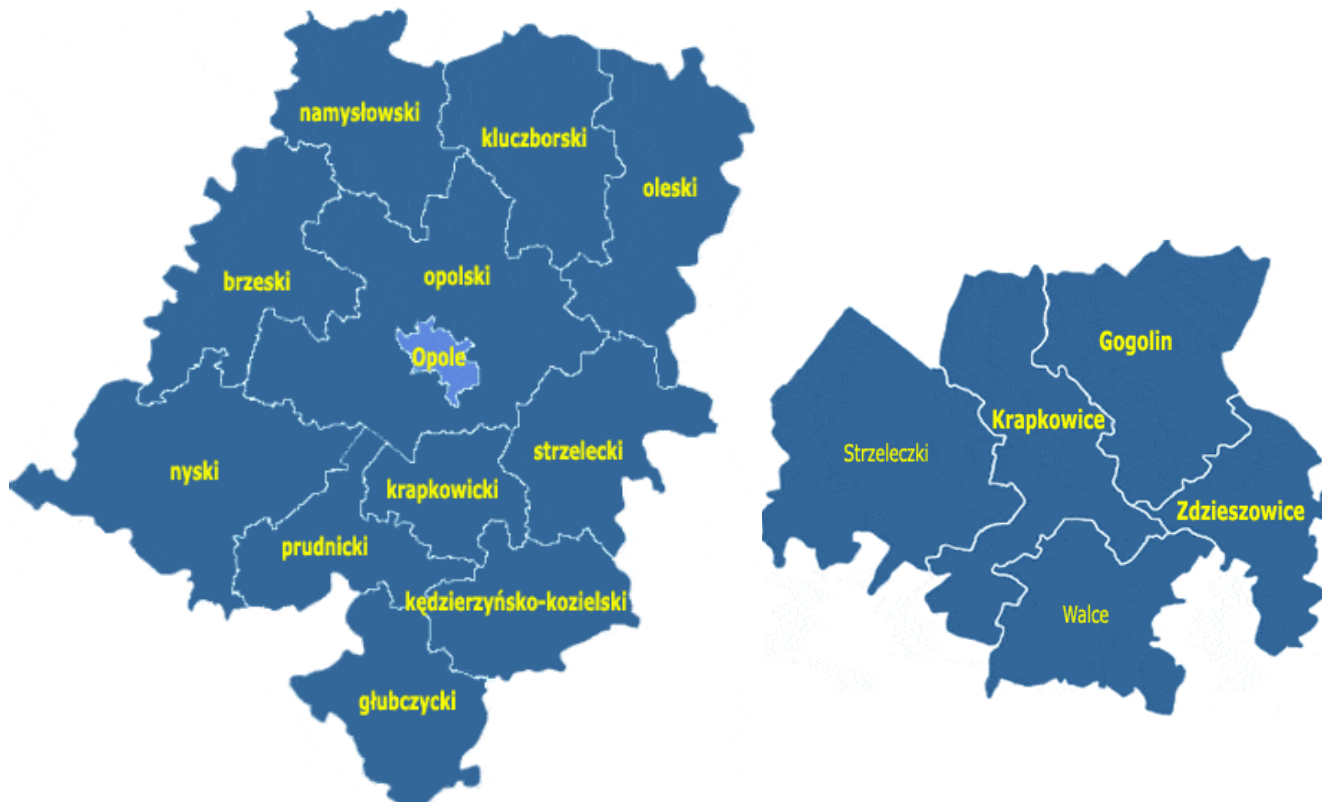 namysłowski
kluczborski
oleski
brzeski
opolski
Opole
strzelecki
nyski
krapkowicki
prudnicki
kędzierzyńsko-kozielski
głubczycki
Gogolin
Krapkowice
Strzeleczki
Zdzieszowice
Walce